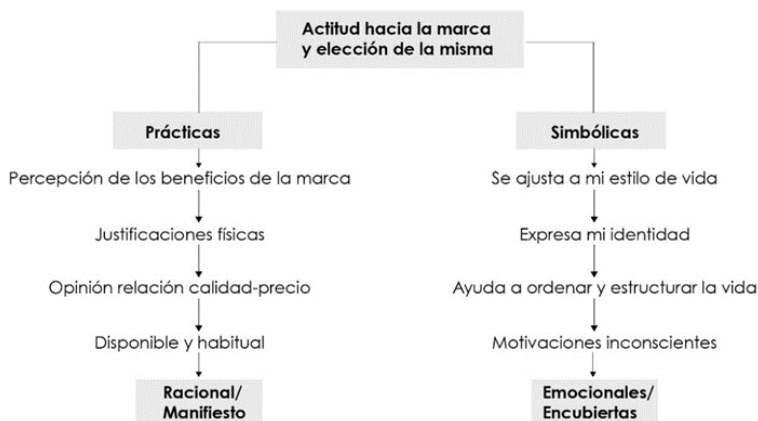 Actitud hacia la marca
y elección de la misma
Prácticas
Percepción de los beneficios de la marca
Justificaciones físicas
Opinión relación calidad-precio
Disponible y habitual
Racional/
Manifiesto
Simbólicas
Se ajusta a mi estilo de vida
Expresa mi identidad
Ayuda a ordenar y estructurar la vida
Motivaciones inconscientes
Emocionales/
Encubiertas